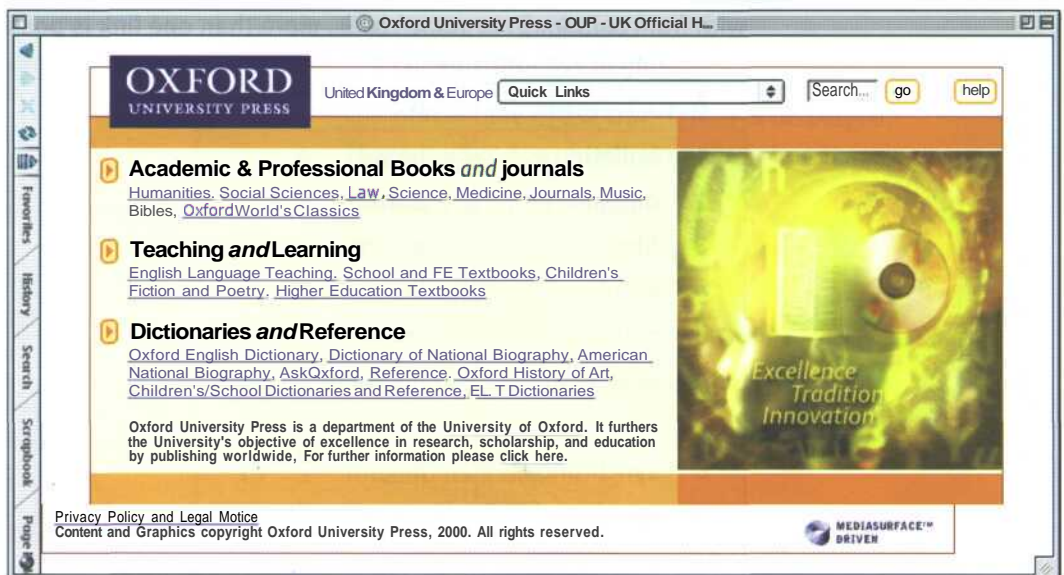 Oxford University Press - OUP - UK Official H...
OXFORD
UNIVERSITY PRESS
United Kingdom & Europe
Quick Links
Search...
go
help
Academic & Professional Books and journals
Humanities. Social Sciences, Law, Science, Medicine, Journals, Music,
Bibles, Oxford World's Classics
Teaching and Learning
English Language Teaching. School and FE Textbooks, Children's
Fiction and Poetry, Higher Education Textbooks
Dictionaries and Reference
Oxford English Dictionary, Dictionary of National Biography, American
National Biography, AskQxford, Reference. Oxford History of Art,
Children's/School Dictionaries and Reference, EL. T Dictionaries
Oxford University Press is a department of the University of Oxford. It furthers
the University's objective of excellence in research, scholarship, and education
by publishing worldwide, For further information please click here.
Excellence
Tradition
Innovation
Privacy Policy and Legal Motice
Content and Graphics copyright Oxford University Press, 2000. All rights reserved.
MEDIASURFACE™
DRIVEN
Favorites
History
Search
Scrapbook
Page